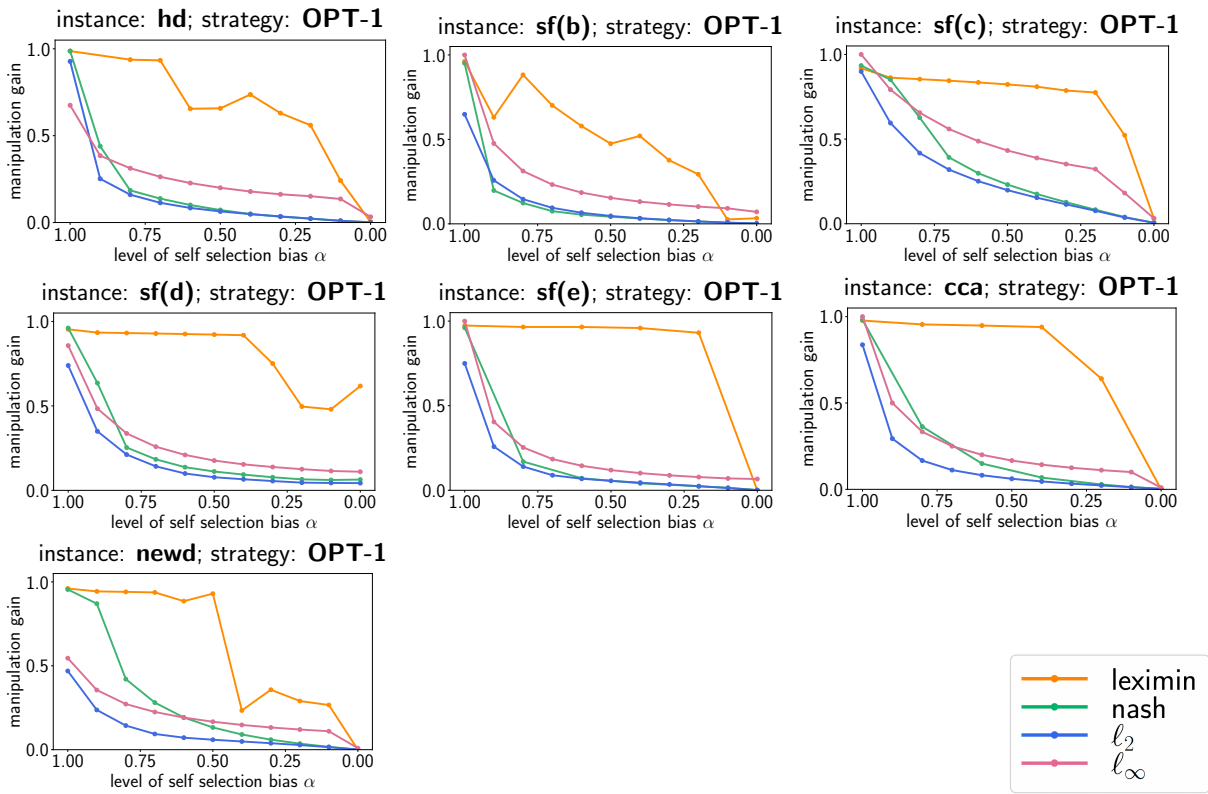 instance: hd; strategy: OPT-1
manipulation gain
1.0
0.5
0.0
1.00 0.75 0.50 0.25 0.00
level of self selection bias α
instance: sf(b); strategy: OPT-1
manipulation gain
1.0
0.5
0.0
1.00 0.75 0.50 0.25 0.00
level of self selection bias α
instance: sf(c); strategy: OPT-1
manipulation gain
1.0
0.5
0.0
1.00 0.75 0.50 0.25 0.00
level of self selection bias α
instance: sf(d); strategy: OPT-1
manipulation gain
1.0
0.5
0.0
1.00 0.75 0.50 0.25 0.00
level of self selection bias α
instance: sf(e); strategy: OPT-1
manipulation gain
1.0
0.5
0.0
1.00 0.75 0.50 0.25 0.00
level of self selection bias α
instance: cca; strategy: OPT-1
manipulation gain
1.0
0.5
0.0
1.00 0.75 0.50 0.25 0.00
level of self selection bias α
instance: newd; strategy: OPT-1
manipulation gain
1.0
0.5
0.0
1.00 0.75 0.50 0.25 0.00
level of self selection bias α
leximin
nash
ℓ₂
ℓ∞